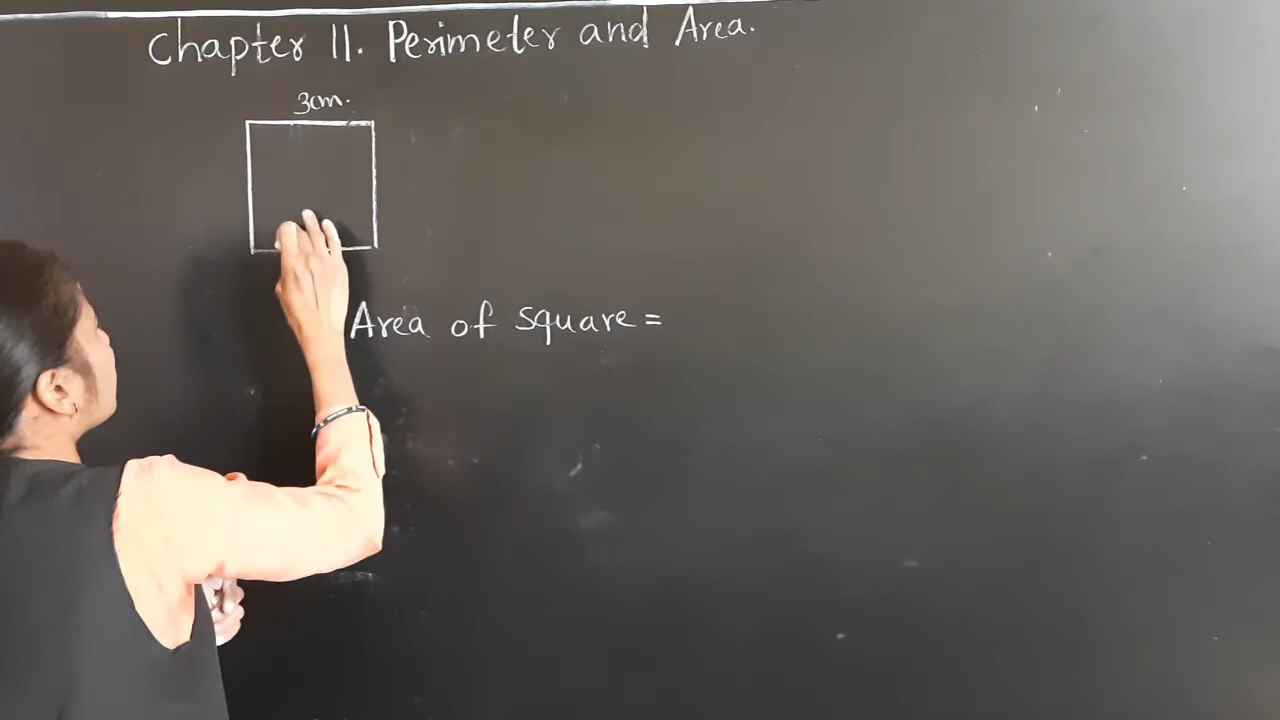 Chapter 11. Perimeter and Area.
3cm.
Area of square =